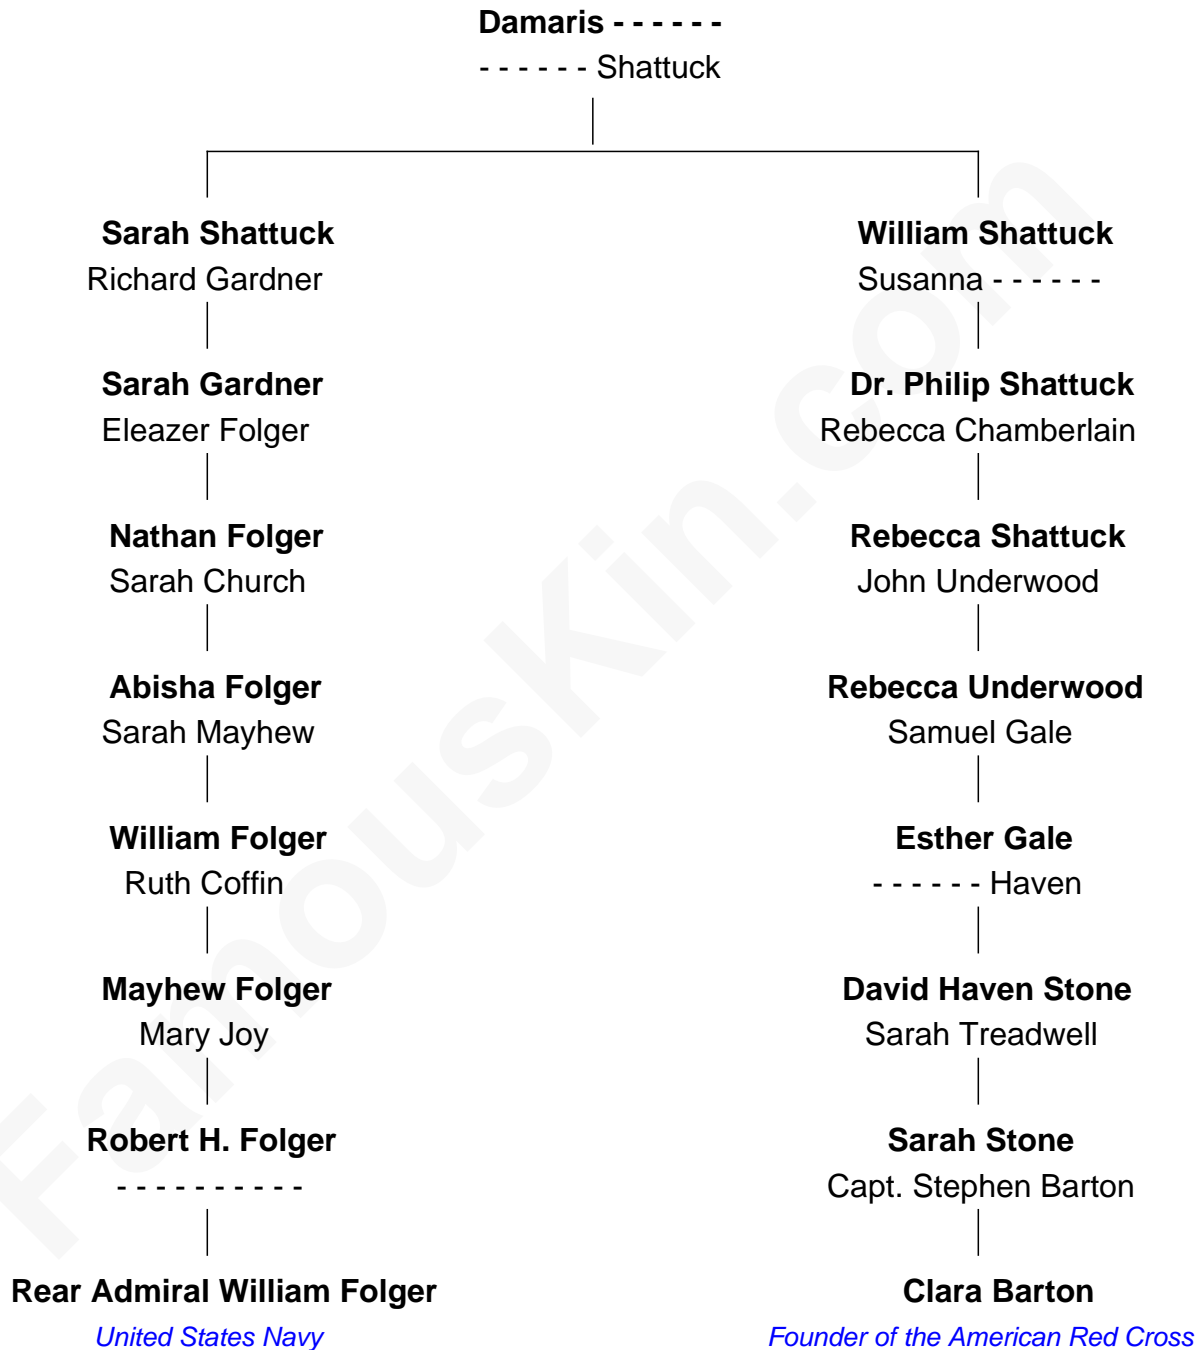 Damaris - - - - - -
- - - - - - Shattuck
Sarah Shattuck
Richard Gardner
William Shattuck
Susanna - - - - - -
Sarah Gardner
Eleazer Folger
Dr. Philip Shattuck
Rebecca Chamberlain
Nathan Folger
Sarah Church
Rebecca Shattuck
John Underwood
Abisha Folger
Sarah Mayhew
Rebecca Underwood
Samuel Gale
William Folger
Ruth Coffin
Esther Gale
- - - - - - Haven
Mayhew Folger
Mary Joy
David Haven Stone
Sarah Treadwell
Robert H. Folger
- - - - - - - - - -
Sarah Stone
Capt. Stephen Barton
Rear Admiral William Folger
United States Navy
Clara Barton
Founder of the American Red Cross
FamousKin.com